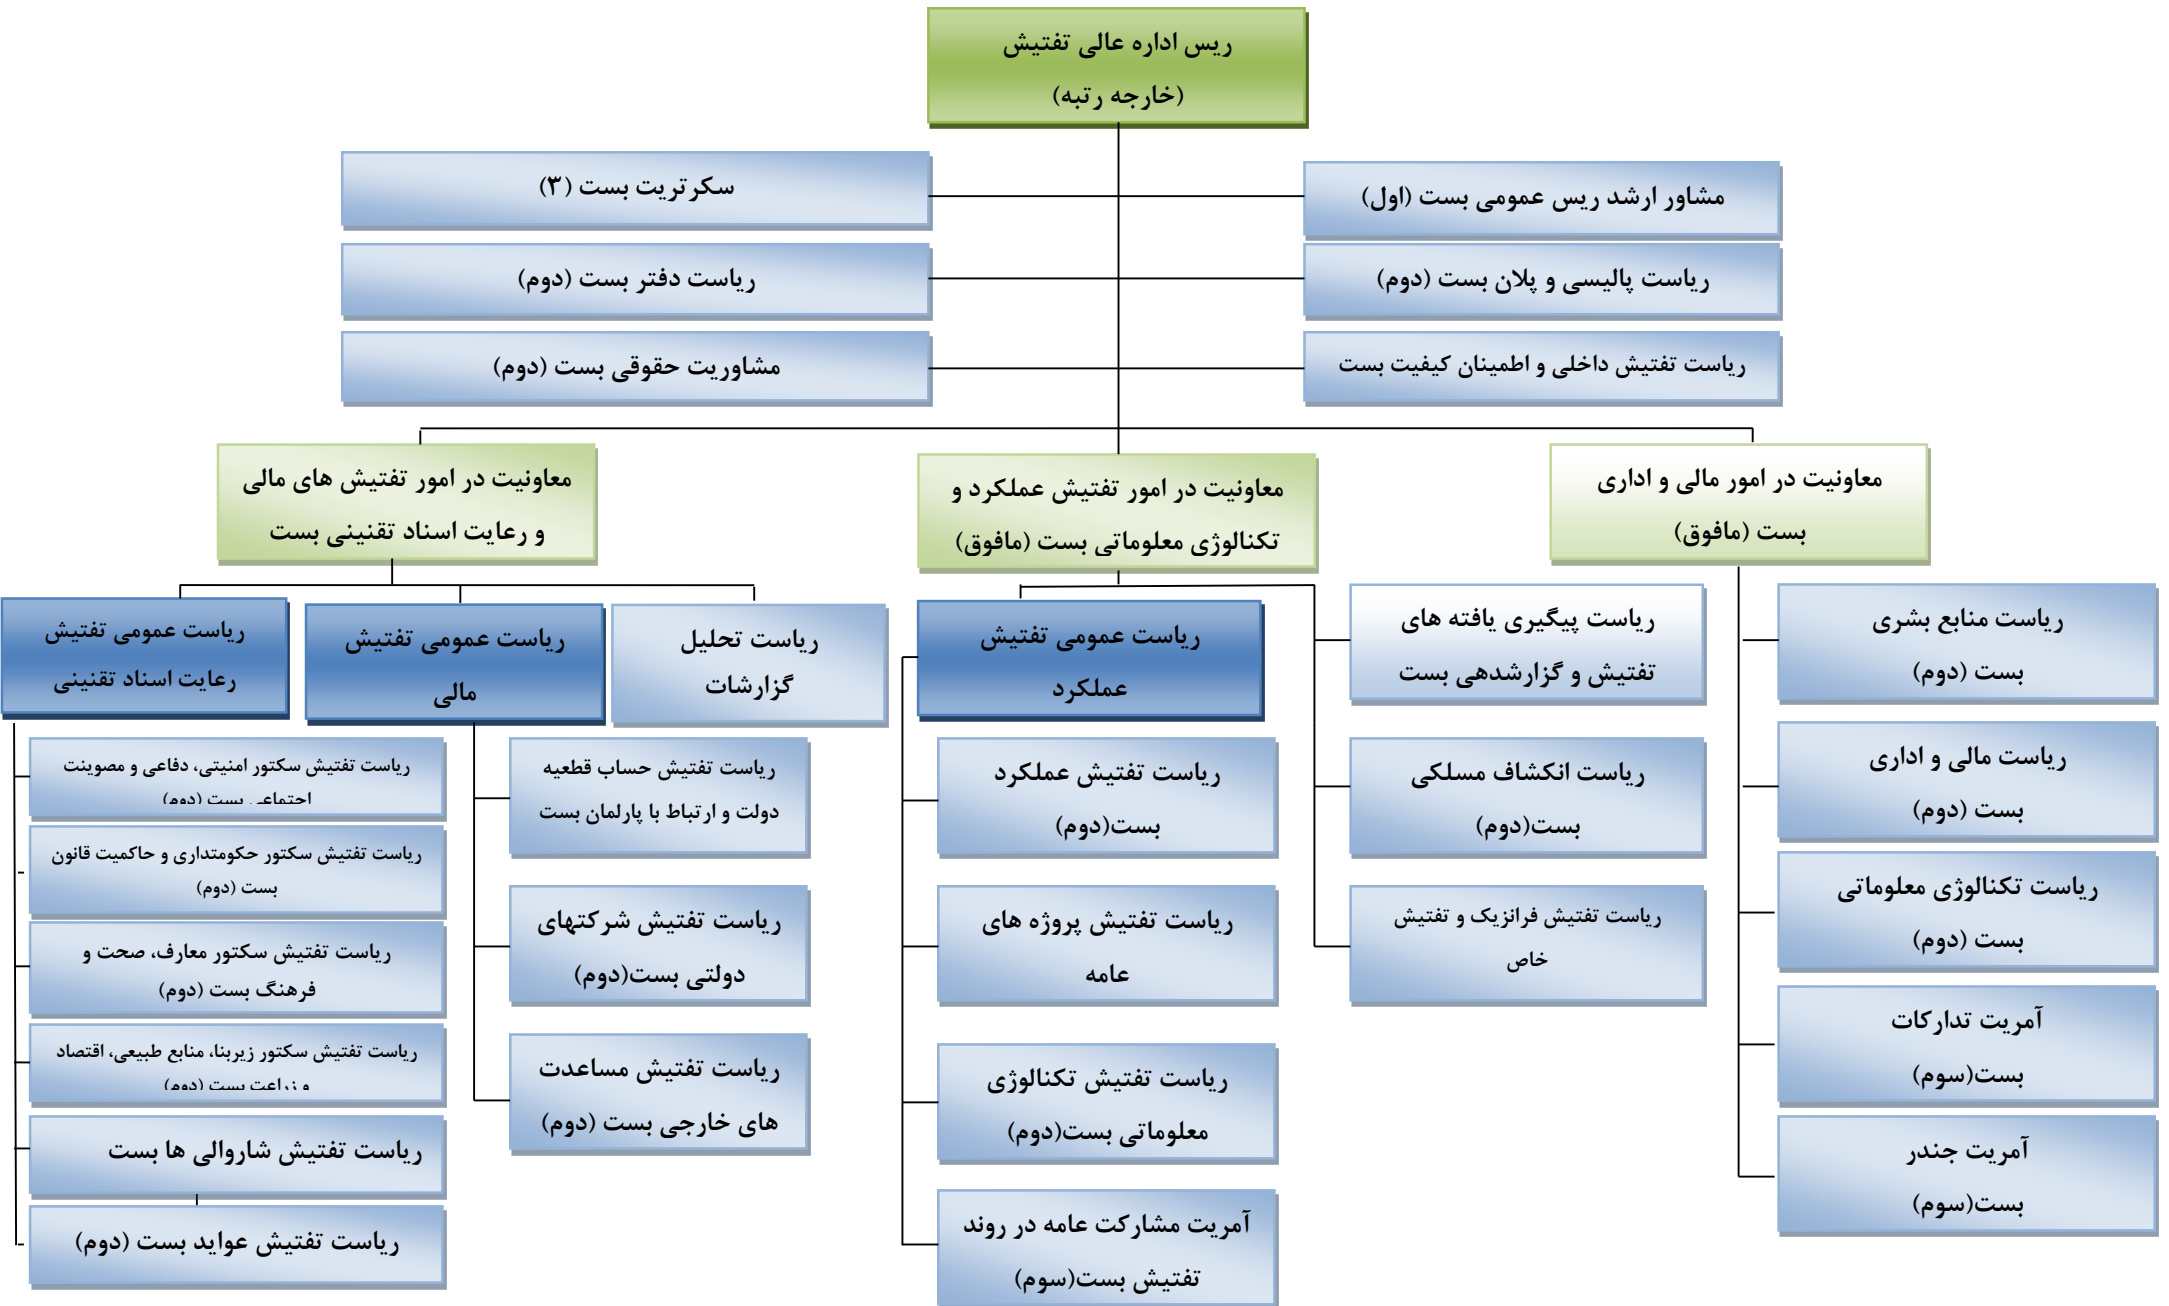 ریس اداره عالی تفتیش
(خارجه رتبه)
مشاور ارشد ریس عمومی بست (اول)
سکرتریت بست (۳)
ریاست پالیسی و پلان بست (دوم)
ریاست دفتر بست (دوم)
ریاست تفتیش داخلی و اطمینان کیفیت بست
مشاوریت حقوقی بست (دوم)
معاونیت در امور مالی و اداری
بست (مافوق)
معاونیت در امور تفتیش عملکرد و
تکنالوژی معلوماتی بست (مافوق)
معاونیت در امور تفتیش های مالی
و رعایت اسناد تقنینی بست
ریاست منابع بشری
بست (دوم)
ریاست مالی و اداری
بست (دوم)
ریاست تکنالوژی معلوماتی
بست (دوم)
آمریت تدارکات
بست(سوم)
آمریت جندر
بست(سوم)
ریاست پیگیری یافته های
تفتیش و گزارشدهی بست
ریاست انکشاف مسلکی
بست(دوم)
ریاست تفتیش فرانزیک و تفتیش
خاص
ریاست عمومی تفتیش
عملکرد
ریاست تفتیش عملکرد
بست(دوم)
ریاست تفتیش پروژه های
عامه
ریاست تفتیش تکنالوژی
معلوماتی بست(دوم)
آمریت مشارکت عامه در روند
تفتیش بست(سوم)
ریاست تحلیل
گزارشات
ریاست عمومی تفتیش
مالی
ریاست تفتیش حساب قطعیه
دولت و ارتباط با پارلمان بست
ریاست تفتیش شرکتهای
دولتی بست(دوم)
ریاست تفتیش مساعدت
های خارجی بست (دوم)
ریاست عمومی تفتیش
رعایت اسناد تقنینی
ریاست تفتیش سکتور امنیتی، دفاعی و مصوینت
اجتماعی بست (دوم)
ریاست تفتیش سکتور حکومتداری و حاکمیت قانون
بست (دوم)
ریاست تفتیش سکتور معارف، صحت و
فرهنگ بست (دوم)
ریاست تفتیش سکتور زیربنا، منابع طبیعی، اقتصاد
و زراعت بست (دوم)
ریاست تفتیش شاروالی ها بست
ریاست تفتیش عواید بست (دوم)